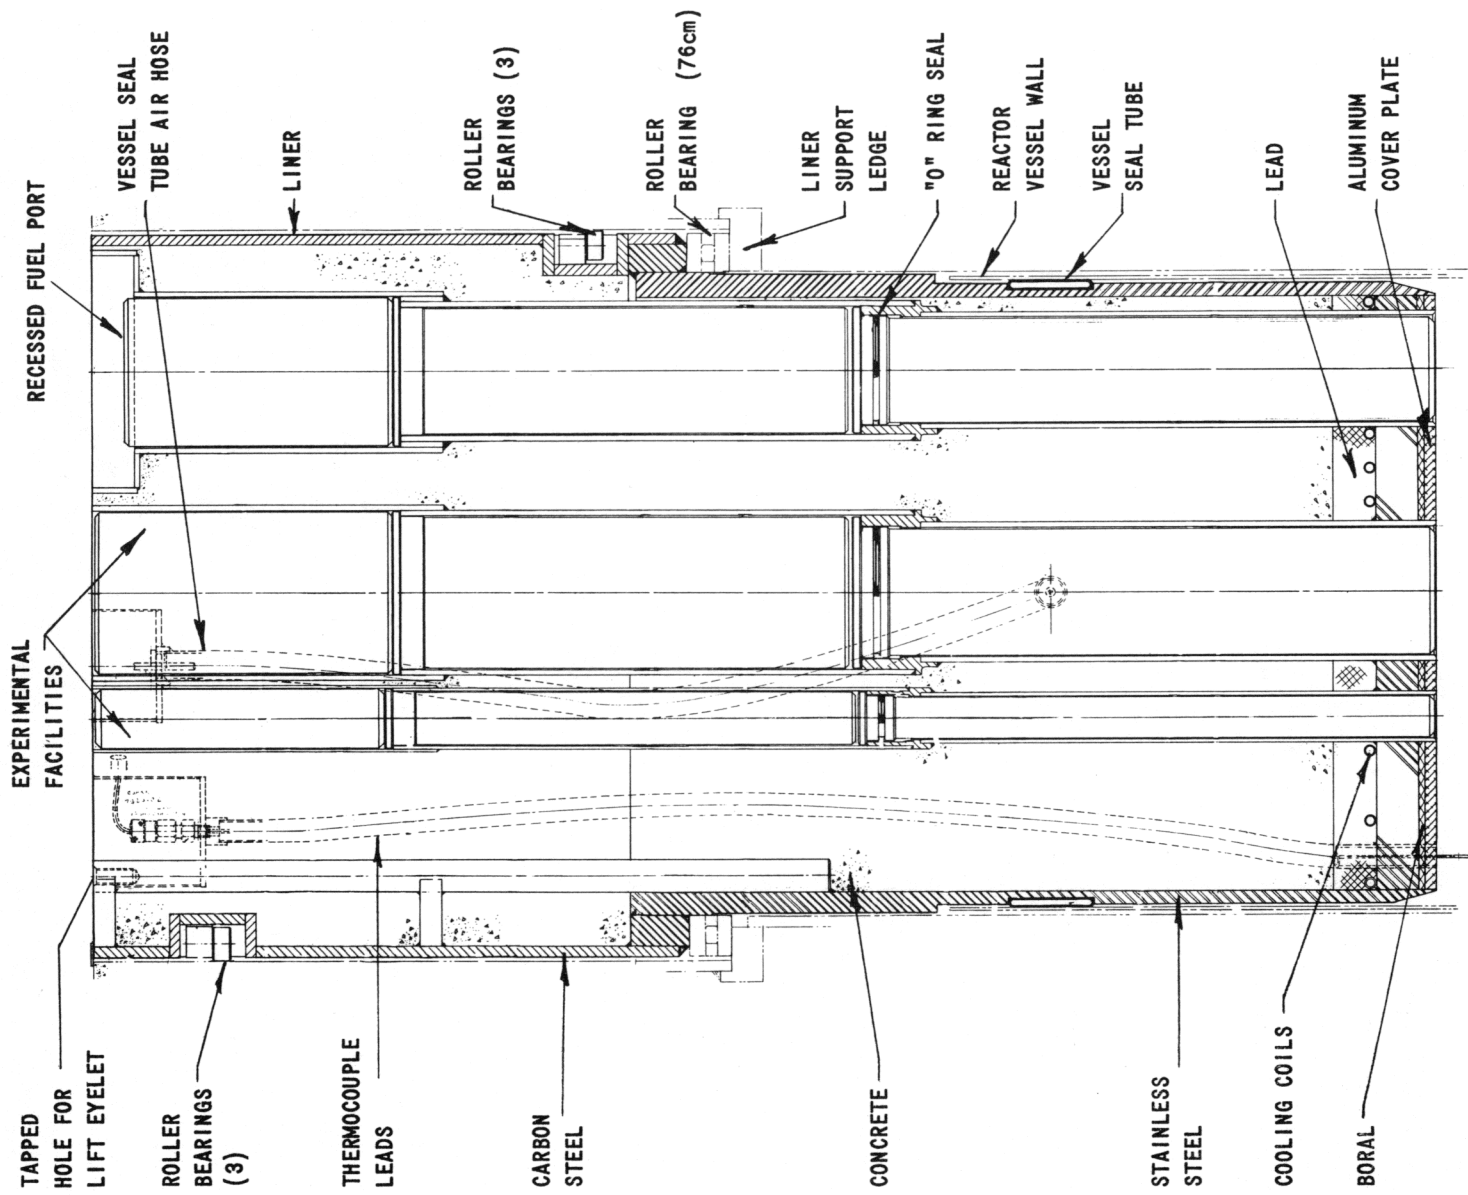 RECESSED FUEL PORT
VESSEL SEAL
TUBE AIR HOSE
LINER
ROLLER
BEARINGS (3)
ROLLER
BEARING (76cm)
LINER
SUPPORT
LEDGE
"O" RING SEAL
REACTOR
VESSEL WALL
VESSEL
SEAL TUBE
LEAD
ALUMINUM
COVER PLATE
EXPERIMENTAL
FACILITIES
TAPPED
HOLE FOR
LIFT EYELET
ROLLER
BEARINGS
(3)
THERMOCOUPLE
LEADS
CARBON
STEEL
CONCRETE
STAINLESS
STEEL
COOLING COILS
BORAL